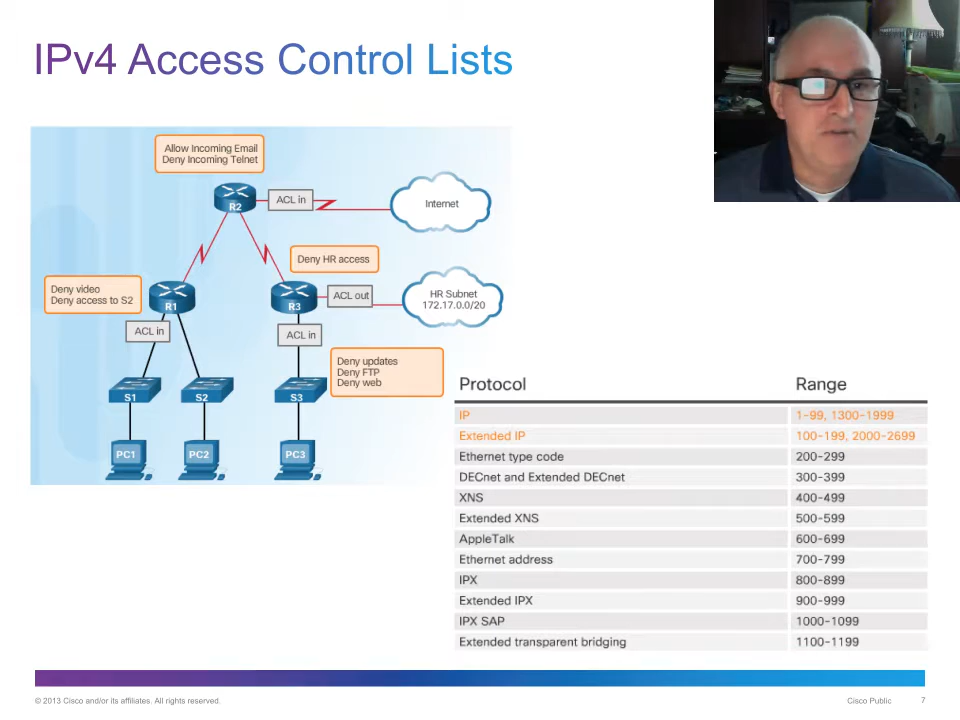 IPv4 Access Control Lists
Allow Incoming Email
Deny Incoming Telnet
R2
ACL in
Internet
Deny HR access
Deny video
Deny access to S2
R1
R3
ACL out
HR Subnet
172.17.0.0/20
ACL in
ACL in
Deny updates
Deny FTP
Deny web
S1
S2
S3
PC1
PC2
PC3
Protocol Range
IP 1-99, 1300-1999
Extended IP 100-199, 2000-2699
Ethernet type code 200-299
DECnet and Extended DECnet 300-399
XNS 400-499
Extended XNS 500-599
AppleTalk 600-699
Ethernet address 700-799
IPX 800-899
Extended IPX 900-999
IPX SAP 1000-1099
Extended transparent bridging 1100-1199
© 2013 Cisco and/or its affiliates. All rights reserved. Cisco Public 7